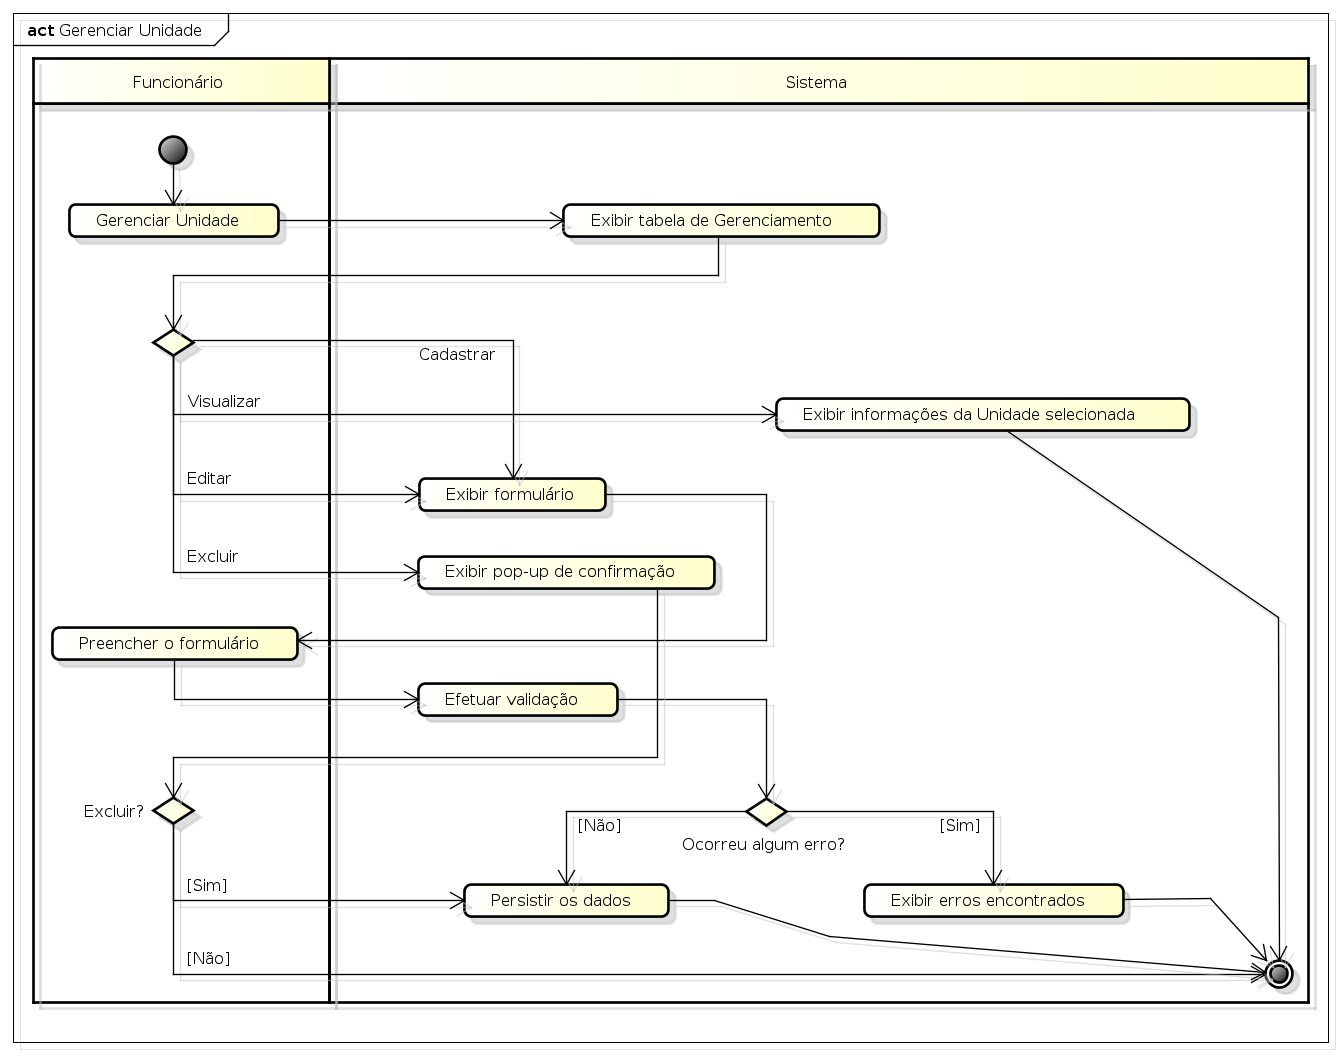 act Gerenciar Unidade
Funcionário
Sistema
Gerenciar Unidade
Exibir tabela de Gerenciamento
Cadastrar
Visualizar
Exibir informações da Unidade selecionada
Editar
Exibir formulário
Excluir
Exibir pop-up de confirmação
Preencher o formulário
Efetuar validação
Excluir?
[Não]
[Sim]
Ocorreu algum erro?
[Sim]
Persistir os dados
Exibir erros encontrados
[Não]